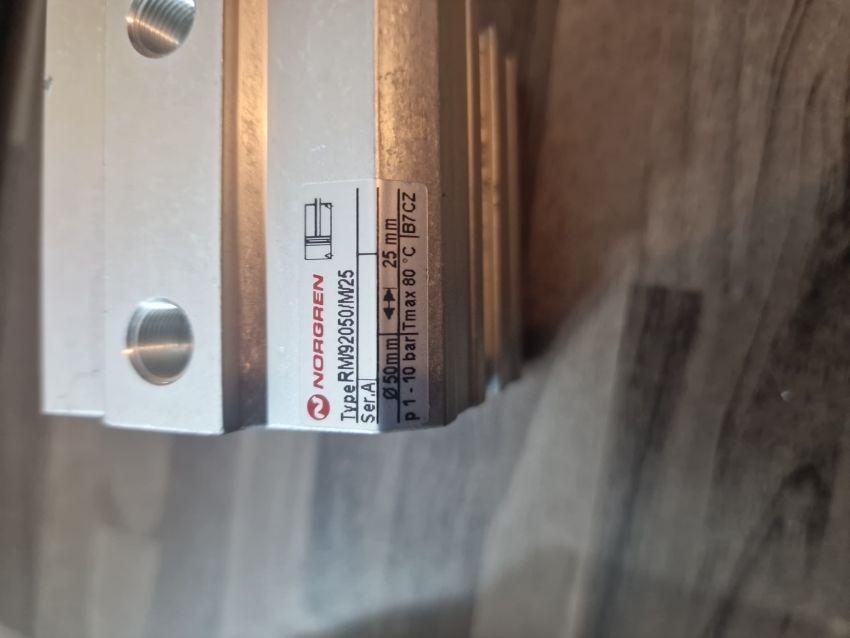 NORGREN
Type RM/92050/M/25
Ser.A
Ø 50mm 25 mm
p 1 - 10 bar Tmax 80 °C B7CZ